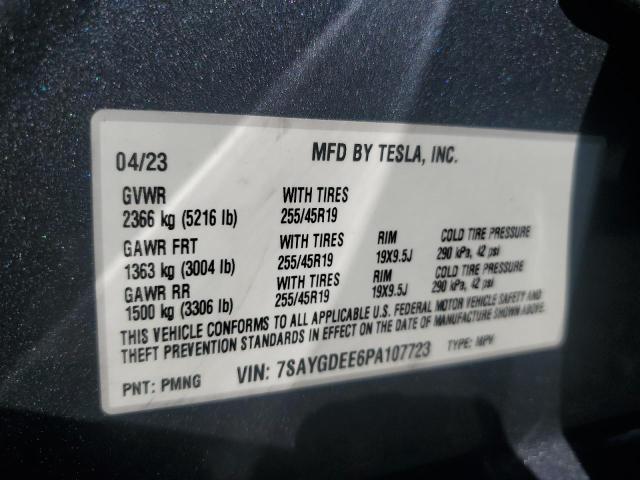 04/23 MFD BY TESLA, INC.
GVWR WITH TIRES
2366 kg (5216 lb) 255/45R19
GAWR FRT WITH TIRES RIM COLD TIRE PRESSURE
1363 kg (3004 lb) 255/45R19 19X9.5J 290 kPa, 42 psi
GAWR RR WITH TIRES RIM COLD TIRE PRESSURE
1500 kg (3306 lb) 255/45R19 19X9.5J 290 kPa, 42 psi
THIS VEHICLE CONFORMS TO ALL APPLICABLE U.S. FEDERAL MOTOR VEHICLE SAFETY AND
THEFT PREVENTION STANDARDS IN EFFECT ON THE DATE OF MANUFACTURE SHOWN ABOVE.
PNT: PMNG VIN: 7SAYGDEE6PA107723 TYPE: MPV